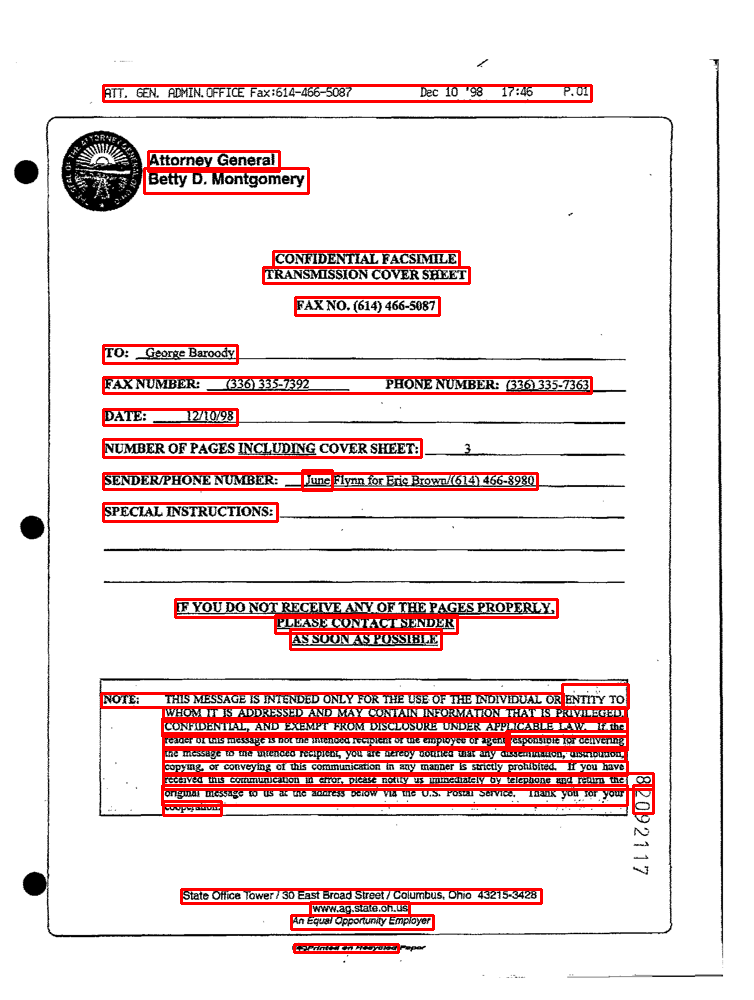 ATT. GEN. ADMIN. OFFICE Fax:614-466-5087 Dec 10 '98 17:46 P.01
Attorney General
Betty D. Montgomery
CONFIDENTIAL FACSIMILE
TRANSMISSION COVER SHEET
FAX NO. (614) 466-5087
TO: George Baroody
FAX NUMBER: (336) 335-7392 PHONE NUMBER: (336) 335-7363
DATE: 12/10/98
NUMBER OF PAGES INCLUDING COVER SHEET: 3
SENDER/PHONE NUMBER: June Flynn for Eric Brown/(614) 466-8980
SPECIAL INSTRUCTIONS:
IF YOU DO NOT RECEIVE ANY OF THE PAGES PROPERLY,
PLEASE CONTACT SENDER
AS SOON AS POSSIBLE
NOTE: THIS MESSAGE IS INTENDED ONLY FOR THE USE OF THE INDIVIDUAL OR ENTITY TO
WHOM IT IS ADDRESSED AND MAY CONTAIN INFORMATION THAT IS PRIVILEGED,
CONFIDENTIAL, AND EXEMPT FROM DISCLOSURE UNDER APPLICABLE LAW. If the
reader of this message is not the intended recipient of the employee or agent responsible for delivering
the message to the intended recipient, you are hereby notified that any dissemination, distribution,
copying, or conveying of this communication in any manner is strictly prohibited. If you have
received this communication in error, please notify us immediately by telephone and return the
original message to us at the address below via the U.S. Postal Service. Thank you for your
cooperation.
82092117
State Office Tower / 30 East Broad Street / Columbus, Ohio 43215-3428
www.ag.state.oh.us
An Equal Opportunity Employer
Printed on Recycled Paper